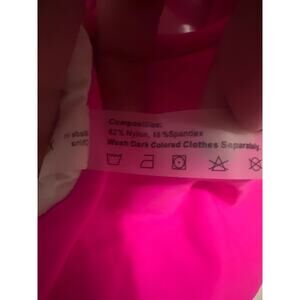 Composition:
82% Nylon, 18%Spandex
Wash Dark Colored Clothes Separately.